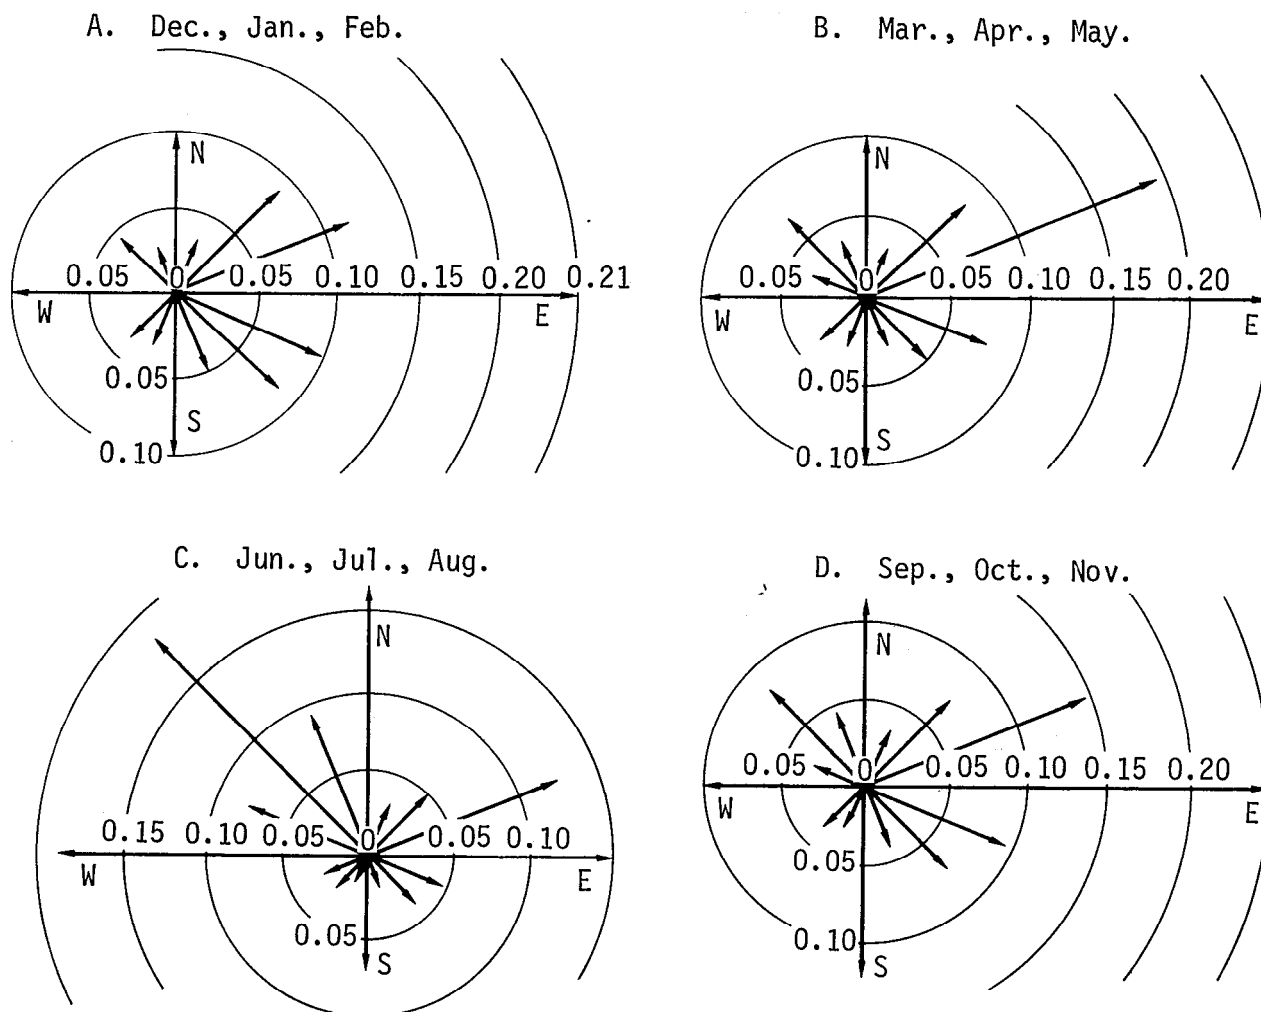 A. Dec., Jan., Feb.
N
0.05 0 0.05 0.10 0.15 0.20 0.21
W E
0.05
S
0.10
B. Mar., Apr., May.
N
0.05 0 0.05 0.10 0.15 0.20
W E
0.05
S
0.10
C. Jun., Jul., Aug.
N
0.15 0.10 0.05 0 0.05 0.10
W E
0.05
S
D. Sep., Oct., Nov.
N
0.05 0 0.05 0.10 0.15 0.20
W E
0.05
0.10
S